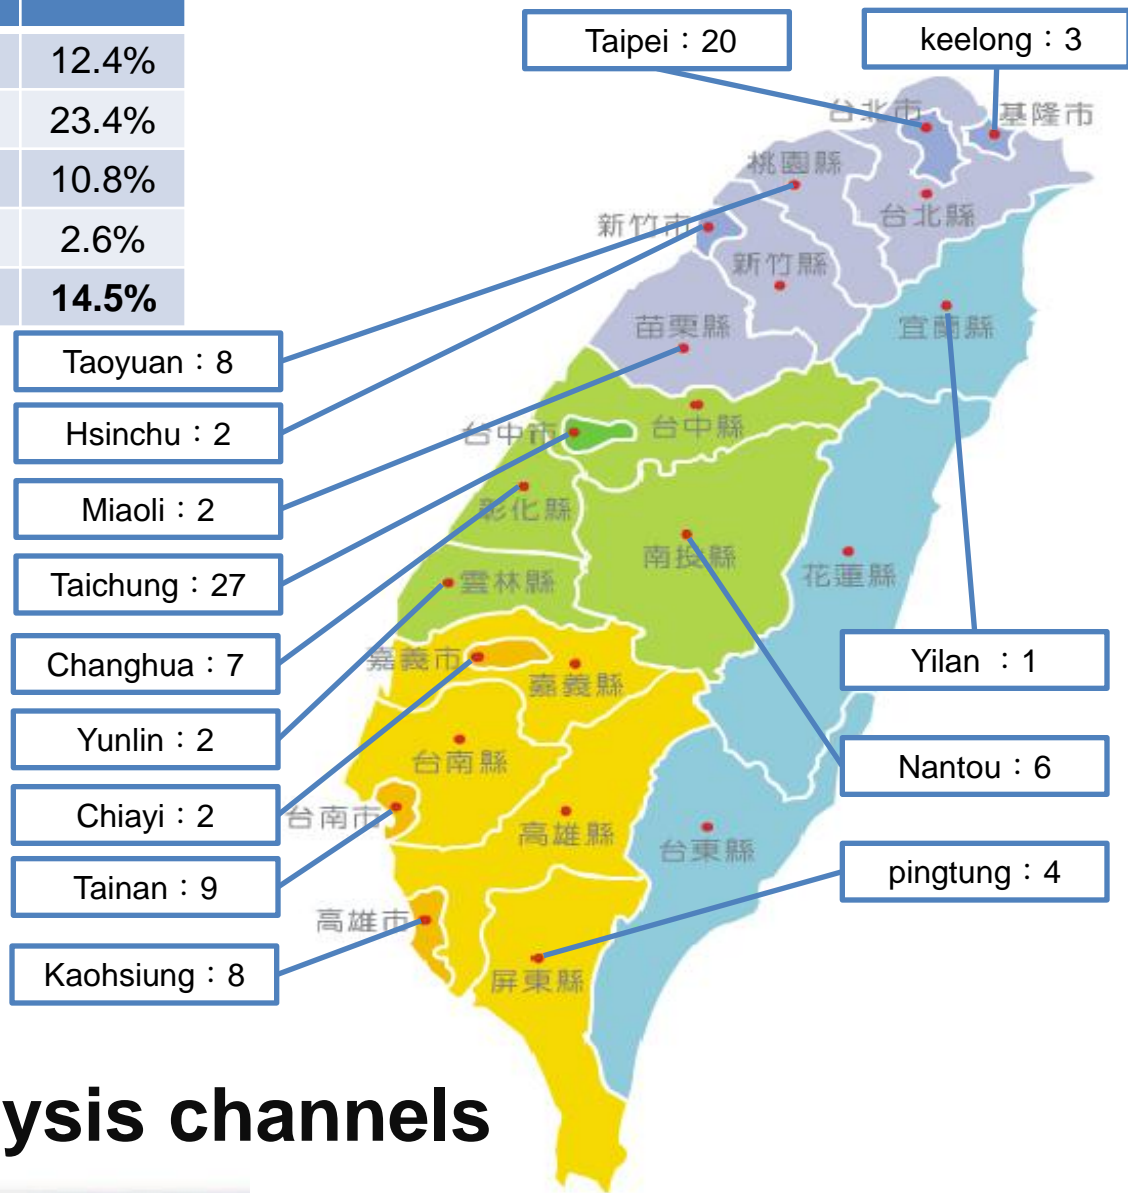 Taipei：20
keelong：3
12.4%
23.4%
10.8%
2.6%
14.5%
台北市
基隆市
桃園縣
台北縣
新竹市
新竹縣
苗栗縣
宜蘭縣
Taoyuan：8
Hsinchu：2
台中市
台中縣
Miaoli：2
彰化縣
南投縣
花蓮縣
Taichung：27
雲林縣
Changhua：7
嘉義市
嘉義縣
Yilan ：1
Yunlin：2
台南縣
Nantou：6
Chiayi：2
台南市
高雄縣
台東縣
Tainan：9
pingtung：4
高雄市
Kaohsiung：8
屏東縣
ysis channels